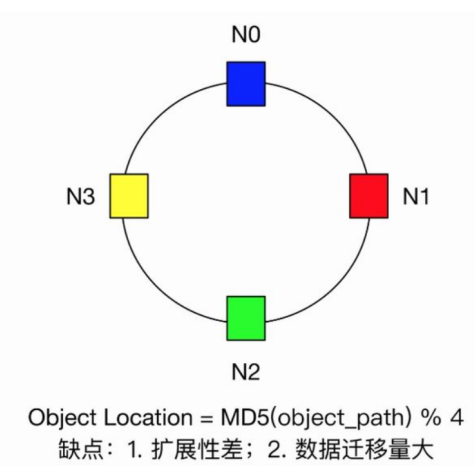 N0
N3
N1
N2
Object Location = MD5(object_path) % 4
缺点：1. 扩展性差；2. 数据迁移量大